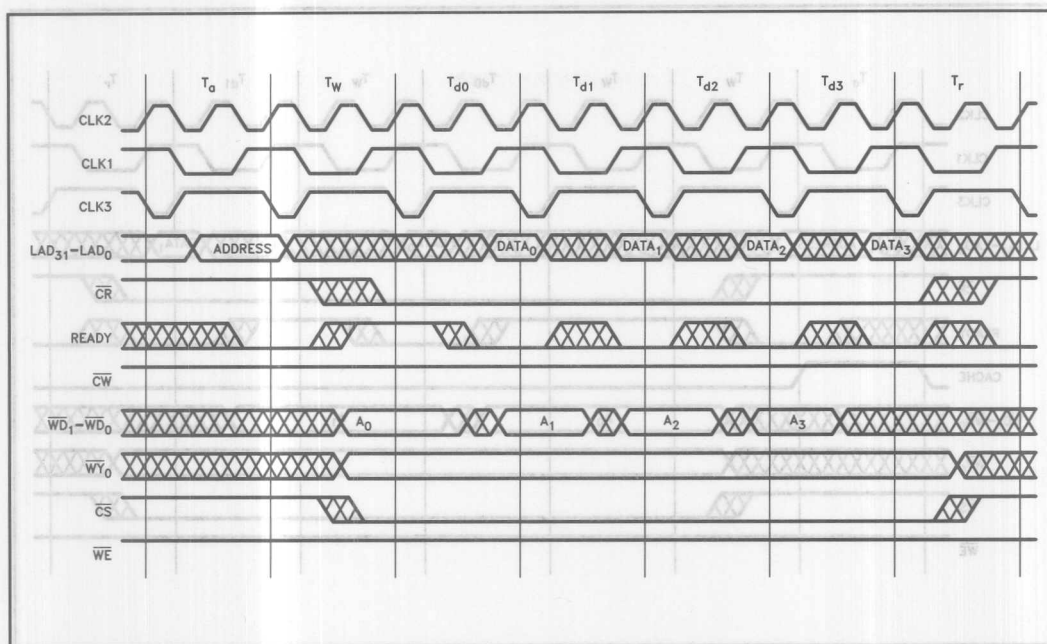 Ta TW Td0 Td1 Td2 Td3 Tr
CLK2
CLK1
CLK3
LAD31–LAD0 ADDRESS DATA0 DATA1 DATA2 DATA3
CR
READY
CW
WD1–WD0 A0 A1 A2 A3
WY0
CS
WE